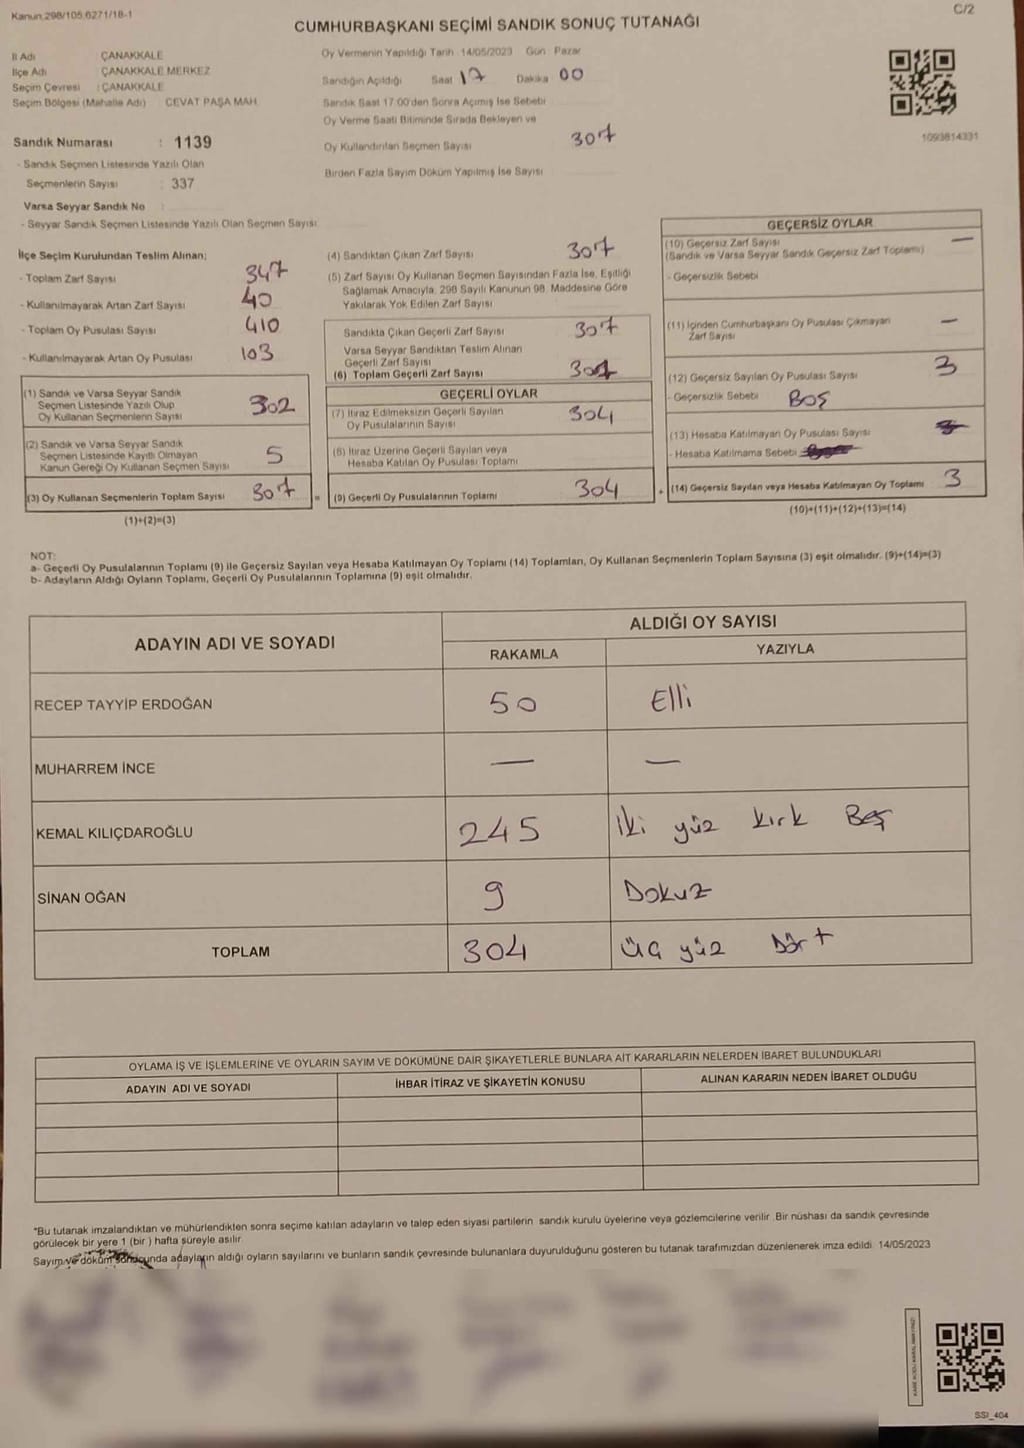 Kanun.298/105,6271/18-1
C/2
CUMHURBAŞKANI SEÇİMİ SANDIK SONUÇ TUTANAĞI
İl Adı : ÇANAKKALE
İlçe Adı ÇANAKKALE MERKEZ
Seçim Çevresi : ÇANAKKALE
Seçim Bölgesi (Mahalle Adı) : CEVAT PAŞA MAH.
Sandık Numarası : 1139
- Sandık Seçmen Listesinde Yazılı Olan
Seçmenlerin Sayısı : 337
Varsa Seyyar Sandık No :
- Seyyar Sandık Seçmen Listesinde Yazılı Olan Seçmen Sayısı:
Oy Vermenin Yapıldığı Tarih : 14/05/2023 Gün : Pazar
Sandığın Açıldığı Saat 17 Dakika 00
Sandık Saat 17:00'den Sonra Açımış İse Sebebi
Oy Verme Saati Bitiminde Sırada Bekleyen ve
Oy Kullandırılan Seçmen Sayısı 307
Birden Fazla Sayım Döküm Yapılmış İse Sayısı
1093814331
İlçe Seçim Kurulundan Teslim Alınan;
- Toplam Zarf Sayısı 347
- Kullanılmayarak Artan Zarf Sayısı 40
- Toplam Oy Pusulası Sayısı 410
- Kullanılmayarak Artan Oy Pusulası 103
(1) Sandık ve Varsa Seyyar Sandık
Seçmen Listesinde Yazılı Olup
Oy Kullanan Seçmenlerin Sayısı 302
(2) Sandık ve Varsa Seyyar Sandık
Seçmen Listesinde Kayıtlı Olmayan
Kanun Gereği Oy Kullanan Seçmen Sayısı 5
(3) Oy Kullanan Seçmenlerin Toplam Sayısı 307 =
(1)+(2)=(3)
(4) Sandıktan Çıkan Zarf Sayısı 307
(5) Zarf Sayısı Oy Kullanan Seçmen Sayısından Fazla İse, Eşitliği
Sağlamak Amacıyla, 298 Sayılı Kanunun 98. Maddesine Göre
Yakılarak Yok Edilen Zarf Sayısı
Sandıkta Çıkan Geçerli Zarf Sayısı 307
Varsa Seyyar Sandıktan Teslim Alınan
Geçerli Zarf Sayısı
(6) Toplam Geçerli Zarf Sayısı 307
GEÇERLİ OYLAR
(7) İtiraz Edilmeksizin Geçerli Sayılan
Oy Pusulalarının Sayısı 304
(8) İtiraz Üzerine Geçerli Sayılan veya
Hesaba Katılan Oy Pusulası Toplamı
(9) Geçerli Oy Pusulalarının Toplamı 304 +
GEÇERSİZ OYLAR
(10) Geçersiz Zarf Sayısı —
(Sandık ve Varsa Seyyar Sandık Geçersiz Zarf Toplamı)
- Geçersizlik Sebebi
(11) İçinden Cumhurbaşkanı Oy Pusulası Çıkmayan —
Zarf Sayısı
(12) Geçersiz Sayılan Oy Pusulası Sayısı 3
- Geçersizlik Sebebi BOŞ
(13) Hesaba Katılmayan Oy Pusulası Sayısı
- Hesaba Katılmama Sebebi
(14) Geçersiz Sayılan veya Hesaba Katılmayan Oy Toplamı 3
(10)+(11)+(12)+(13)=(14)
NOT:
a- Geçerli Oy Pusulalarının Toplamı (9) ile Geçersiz Sayılan veya Hesaba Katılmayan Oy Toplamı (14) Toplamları, Oy Kullanan Seçmenlerin Toplam Sayısına (3) eşit olmalıdır. (9)+(14)=(3)
b- Adayların Aldığı Oyların Toplamı, Geçerli Oy Pusulalarının Toplamına (9) eşit olmalıdır.
ADAYIN ADI VE SOYADI
ALDIĞI OY SAYISI
RAKAMLA YAZIYLA
RECEP TAYYİP ERDOĞAN 50 Elli
MUHARREM İNCE — —
KEMAL KILIÇDAROĞLU 245 İki yüz kırk Beş
SİNAN OĞAN 9 Dokuz
TOPLAM 304 üç yüz Dört
OYLAMA İŞ VE İŞLEMLERİNE VE OYLARIN SAYIM VE DÖKÜMÜNE DAİR ŞİKAYETLERLE BUNLARA AİT KARARLARIN NELERDEN İBARET BULUNDUKLARI
ADAYIN ADI VE SOYADI İHBAR İTİRAZ VE ŞİKAYETİN KONUSU ALINAN KARARIN NEDEN İBARET OLDUĞU
*Bu tutanak imzalandıktan ve mühürlendikten sonra seçime katılan adayların ve talep eden siyasi partilerin sandık kurulu üyelerine veya gözlemcilerine verilir. Bir nüshası da sandık çevresinde
görülecek bir yere 1 (bir ) hafta süreyle asılır.
Sayım ve döküm sonucunda adayların aldığı oyların sayılarını ve bunların sandık çevresinde bulunanlara duyurulduğunu gösteren bu tutanak tarafımızdan düzenlenerek imza edildi. 14/05/2023
SSI_404